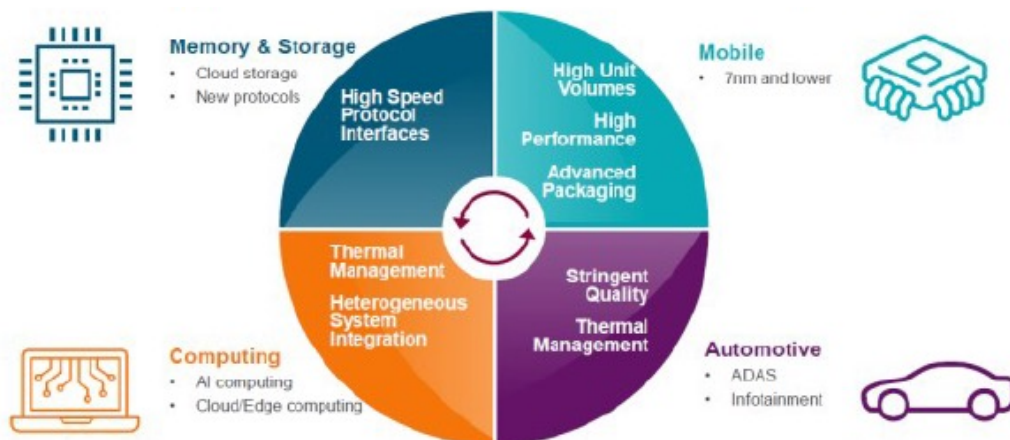 Memory & Storage
• Cloud storage
• New protocols
High Speed
Protocol
Interfaces
High Unit
Volumes
High
Performance
Advanced
Packaging
Mobile
• 7nm and lower
Thermal
Management
Heterogeneous
System
Integration
Stringent
Quality
Thermal
Management
Computing
• AI computing
• Cloud/Edge computing
Automotive
• ADAS
• Infotainment